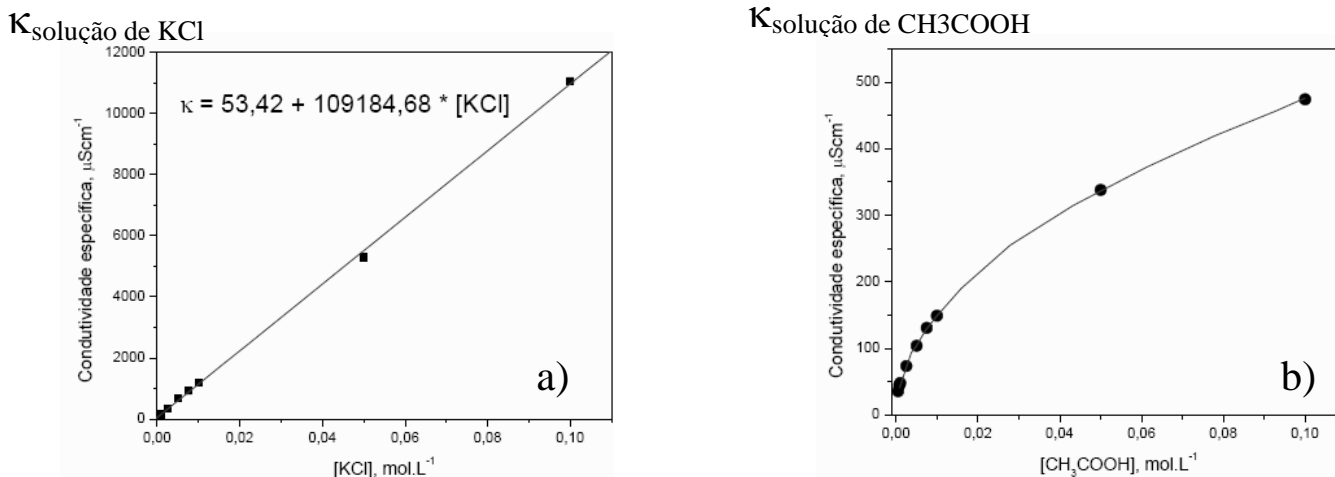 κsolução de KCl
12000
10000
8000
6000
4000
2000
0
Condutividade específica, µScm-1
κ = 53,42 + 109184,68 * [KCl]
a)
0,00 0,02 0,04 0,06 0,08 0,10
[KCl], mol.L-1
κsolução de CH3COOH
500
400
300
200
100
0
Condutividade específica, µScm-1
b)
0,00 0,02 0,04 0,06 0,08 0,10
[CH3COOH], mol.L-1